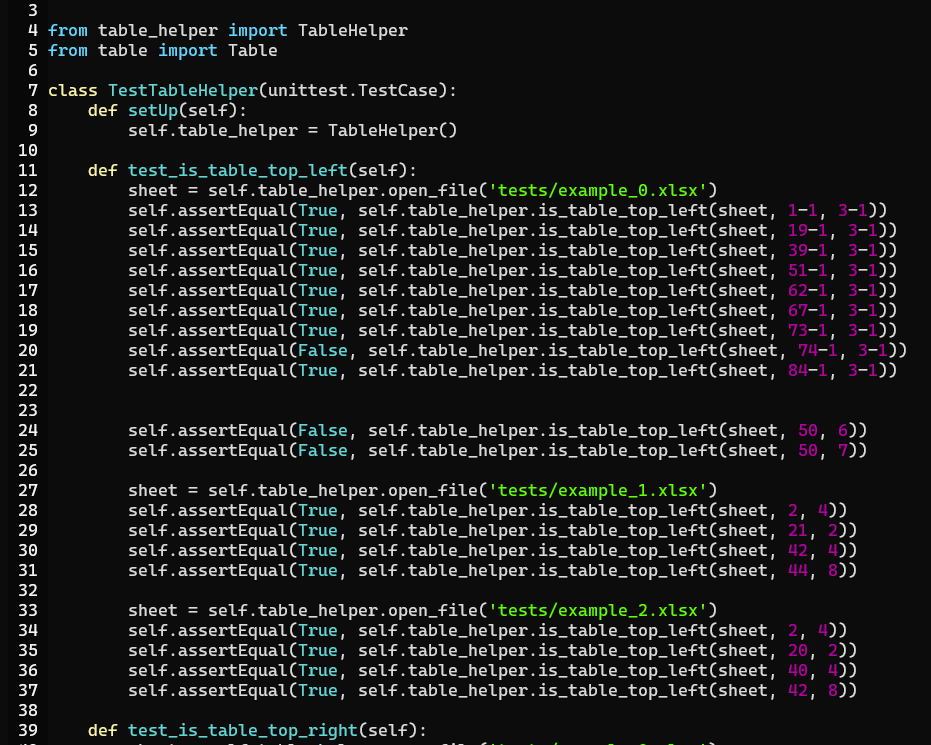 3
4 from table_helper import TableHelper
5 from table import Table
6
7 class TestTableHelper(unittest.TestCase):
8     def setUp(self):
9         self.table_helper = TableHelper()
10
11     def test_is_table_top_left(self):
12         sheet = self.table_helper.open_file('tests/example_0.xlsx')
13         self.assertEqual(True, self.table_helper.is_table_top_left(sheet, 1-1, 3-1))
14         self.assertEqual(True, self.table_helper.is_table_top_left(sheet, 19-1, 3-1))
15         self.assertEqual(True, self.table_helper.is_table_top_left(sheet, 39-1, 3-1))
16         self.assertEqual(True, self.table_helper.is_table_top_left(sheet, 51-1, 3-1))
17         self.assertEqual(True, self.table_helper.is_table_top_left(sheet, 62-1, 3-1))
18         self.assertEqual(True, self.table_helper.is_table_top_left(sheet, 67-1, 3-1))
19         self.assertEqual(True, self.table_helper.is_table_top_left(sheet, 73-1, 3-1))
20         self.assertEqual(False, self.table_helper.is_table_top_left(sheet, 74-1, 3-1))
21         self.assertEqual(True, self.table_helper.is_table_top_left(sheet, 84-1, 3-1))
22
23
24         self.assertEqual(False, self.table_helper.is_table_top_left(sheet, 50, 6))
25         self.assertEqual(False, self.table_helper.is_table_top_left(sheet, 50, 7))
26
27         sheet = self.table_helper.open_file('tests/example_1.xlsx')
28         self.assertEqual(True, self.table_helper.is_table_top_left(sheet, 2, 4))
29         self.assertEqual(True, self.table_helper.is_table_top_left(sheet, 21, 2))
30         self.assertEqual(True, self.table_helper.is_table_top_left(sheet, 42, 4))
31         self.assertEqual(True, self.table_helper.is_table_top_left(sheet, 44, 8))
32
33         sheet = self.table_helper.open_file('tests/example_2.xlsx')
34         self.assertEqual(True, self.table_helper.is_table_top_left(sheet, 2, 4))
35         self.assertEqual(True, self.table_helper.is_table_top_left(sheet, 20, 2))
36         self.assertEqual(True, self.table_helper.is_table_top_left(sheet, 40, 4))
37         self.assertEqual(True, self.table_helper.is_table_top_left(sheet, 42, 8))
38
39     def test_is_table_top_right(self):